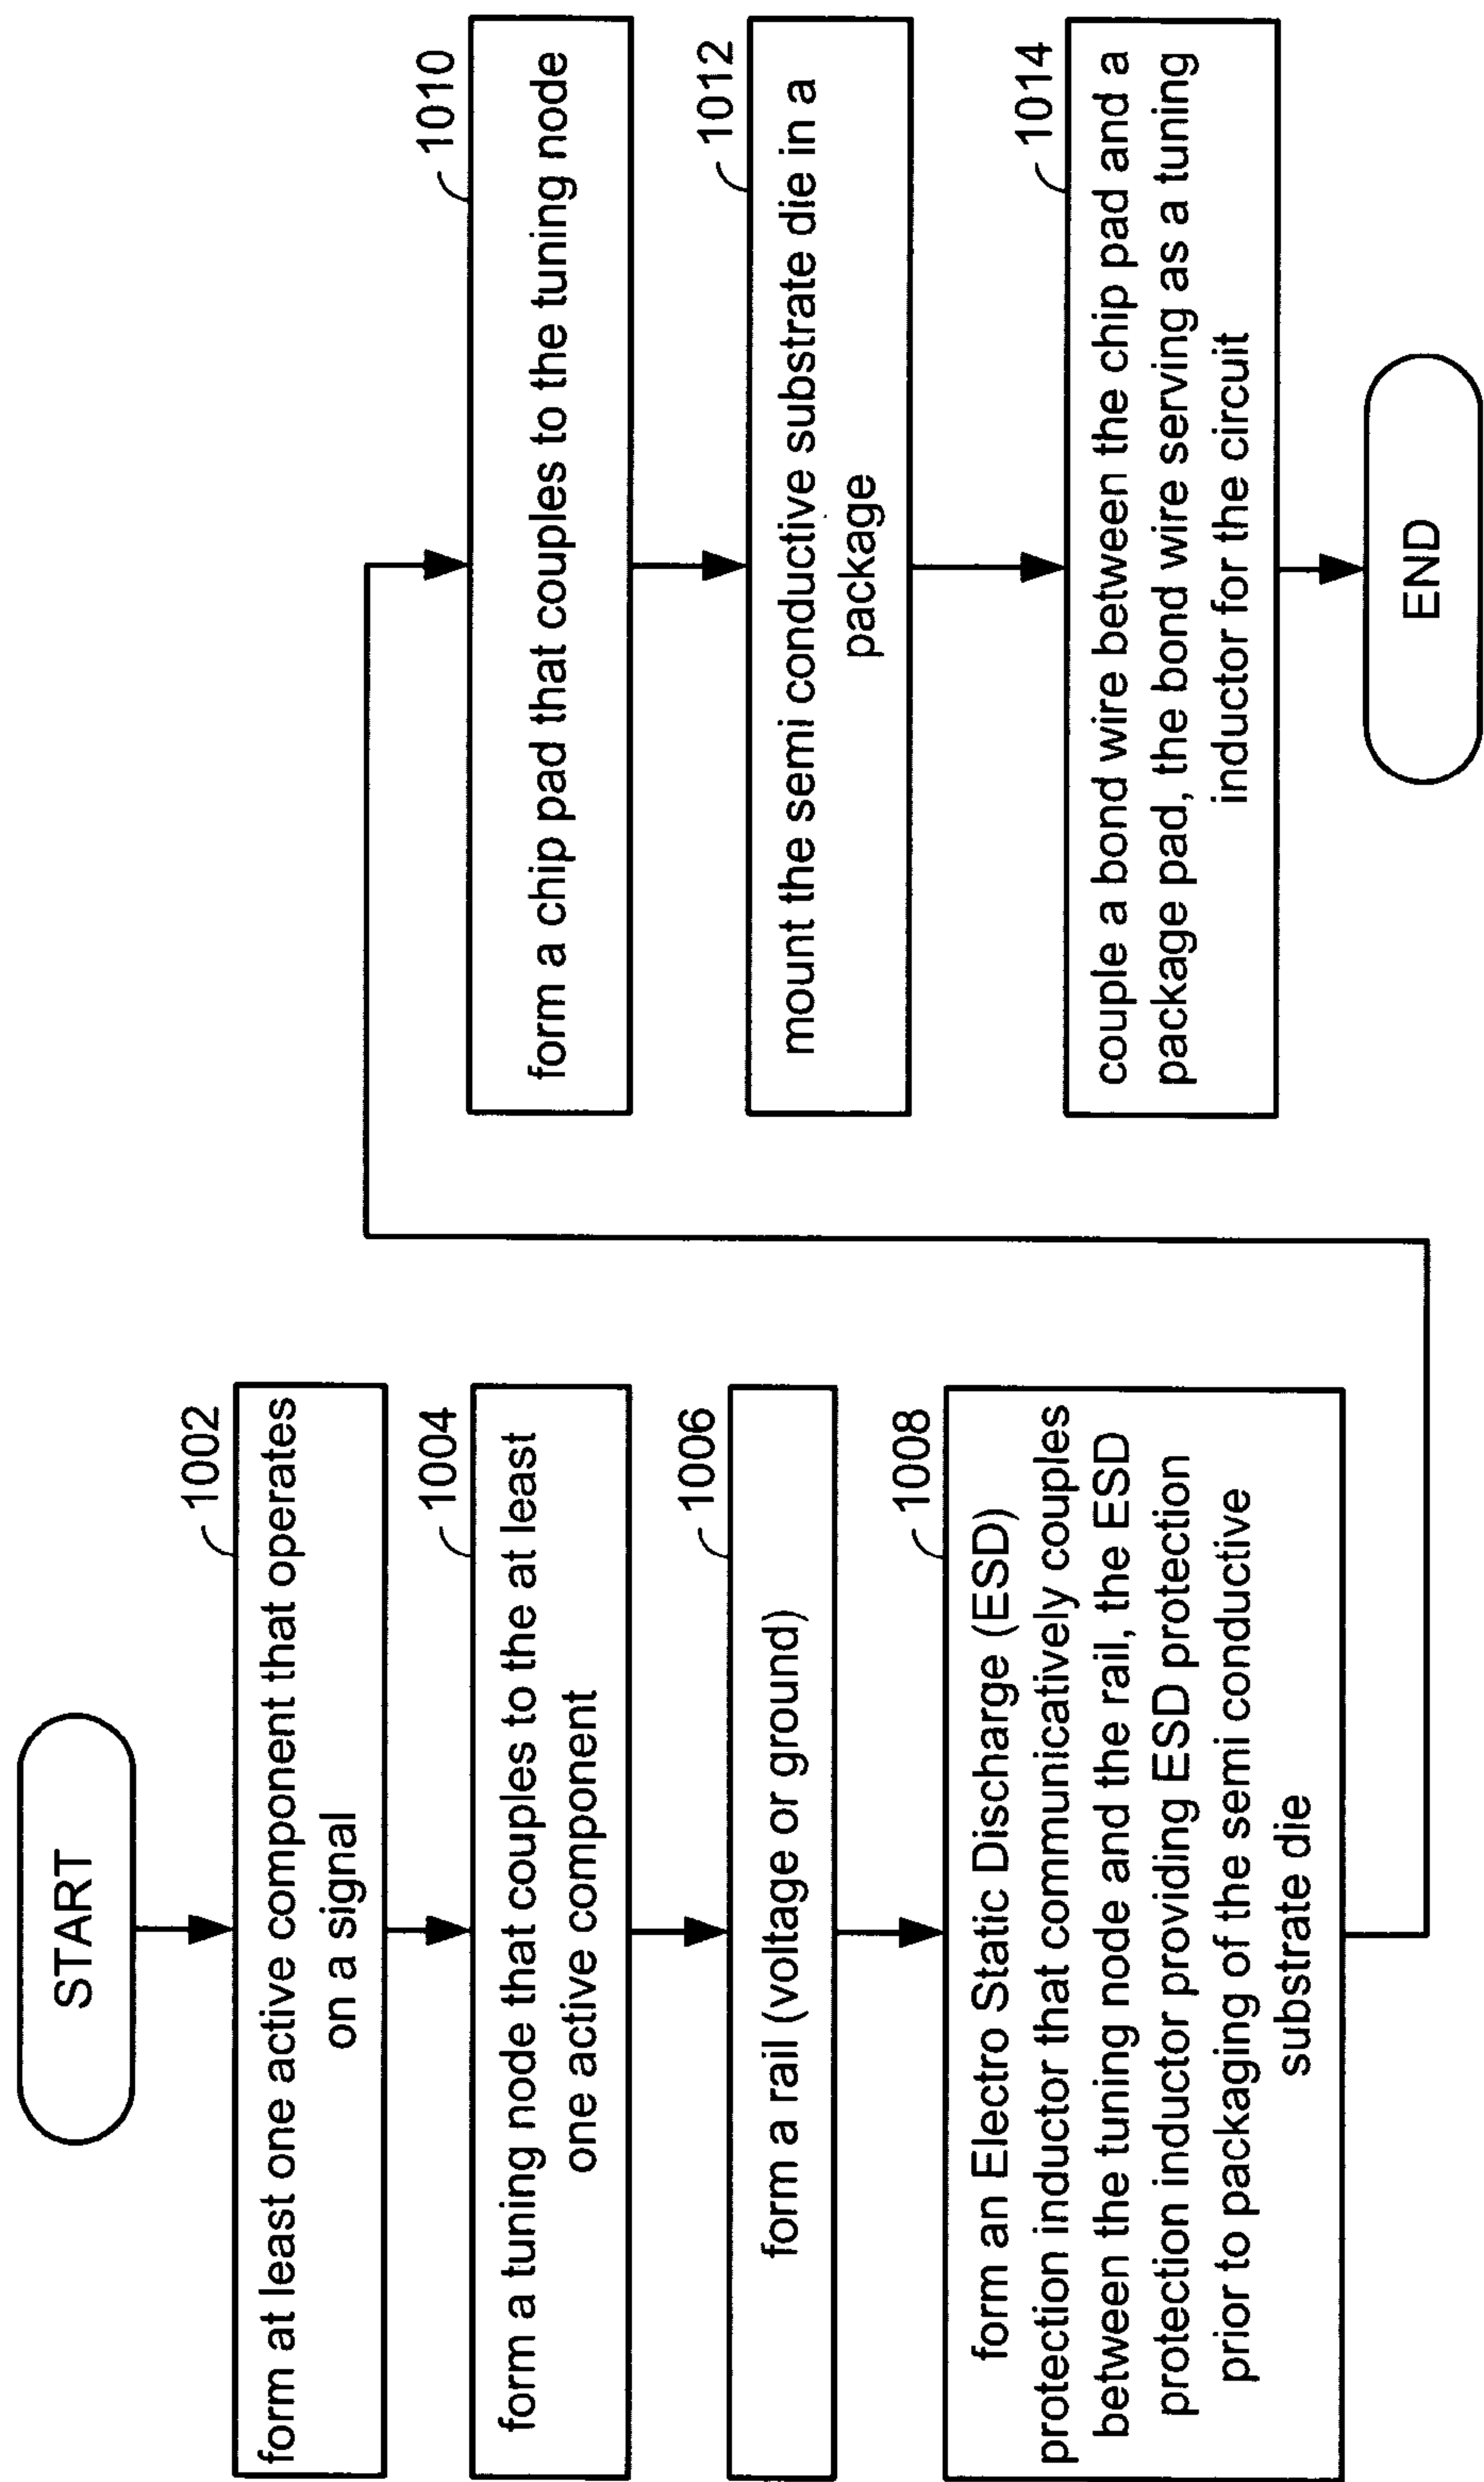 START
1002
form at least one active component that operates
on a signal
1004
form a tuning node that couples to the at least
one active component
1006
form a rail (voltage or ground)
1008
form an Electro Static Discharge (ESD)
protection inductor that communicatively couples
between the tuning node and the rail, the ESD
protection inductor providing ESD protection
prior to packaging of the semi conductive
substrate die
1010
form a chip pad that couples to the tuning node
1012
mount the semi conductive substrate die in a
package
1014
couple a bond wire between the chip pad and a
package pad, the bond wire serving as a tuning
inductor for the circuit
END